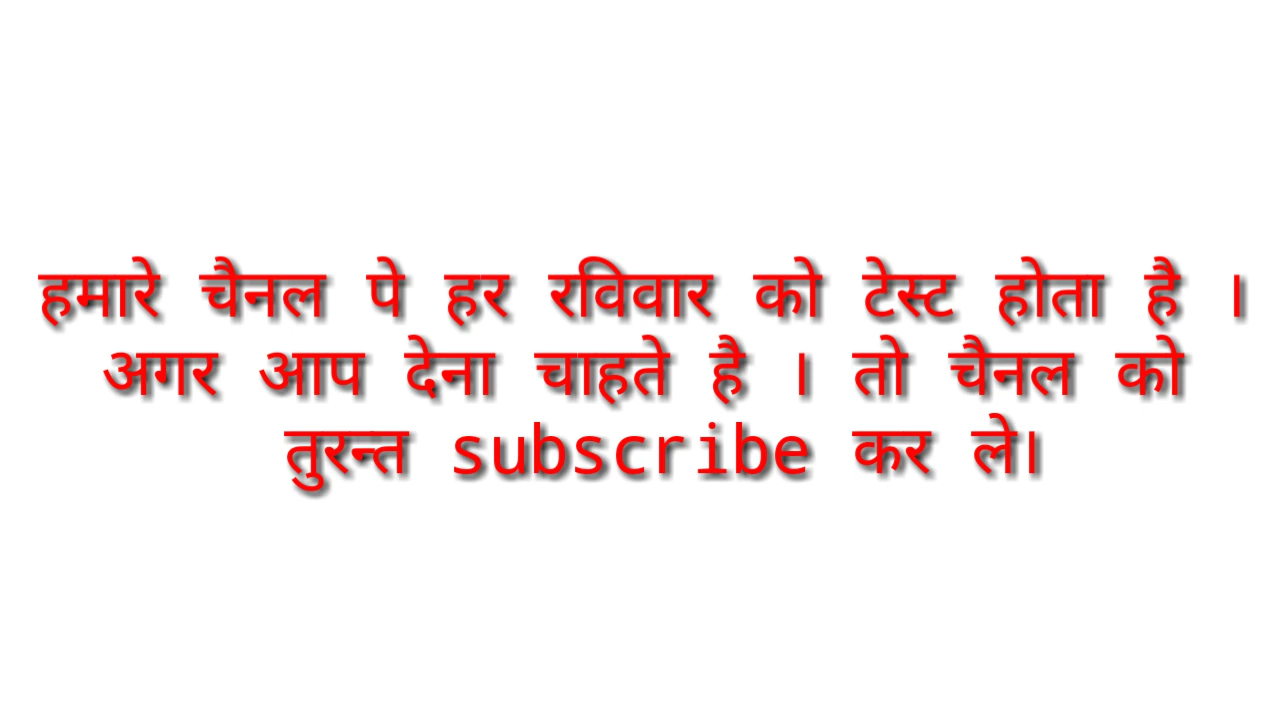 हमारे चैनल पे हर रविवार को टेस्ट होता है ।
अगर आप देना चाहते है । तो चैनल को
तुरन्त subscribe कर ले।